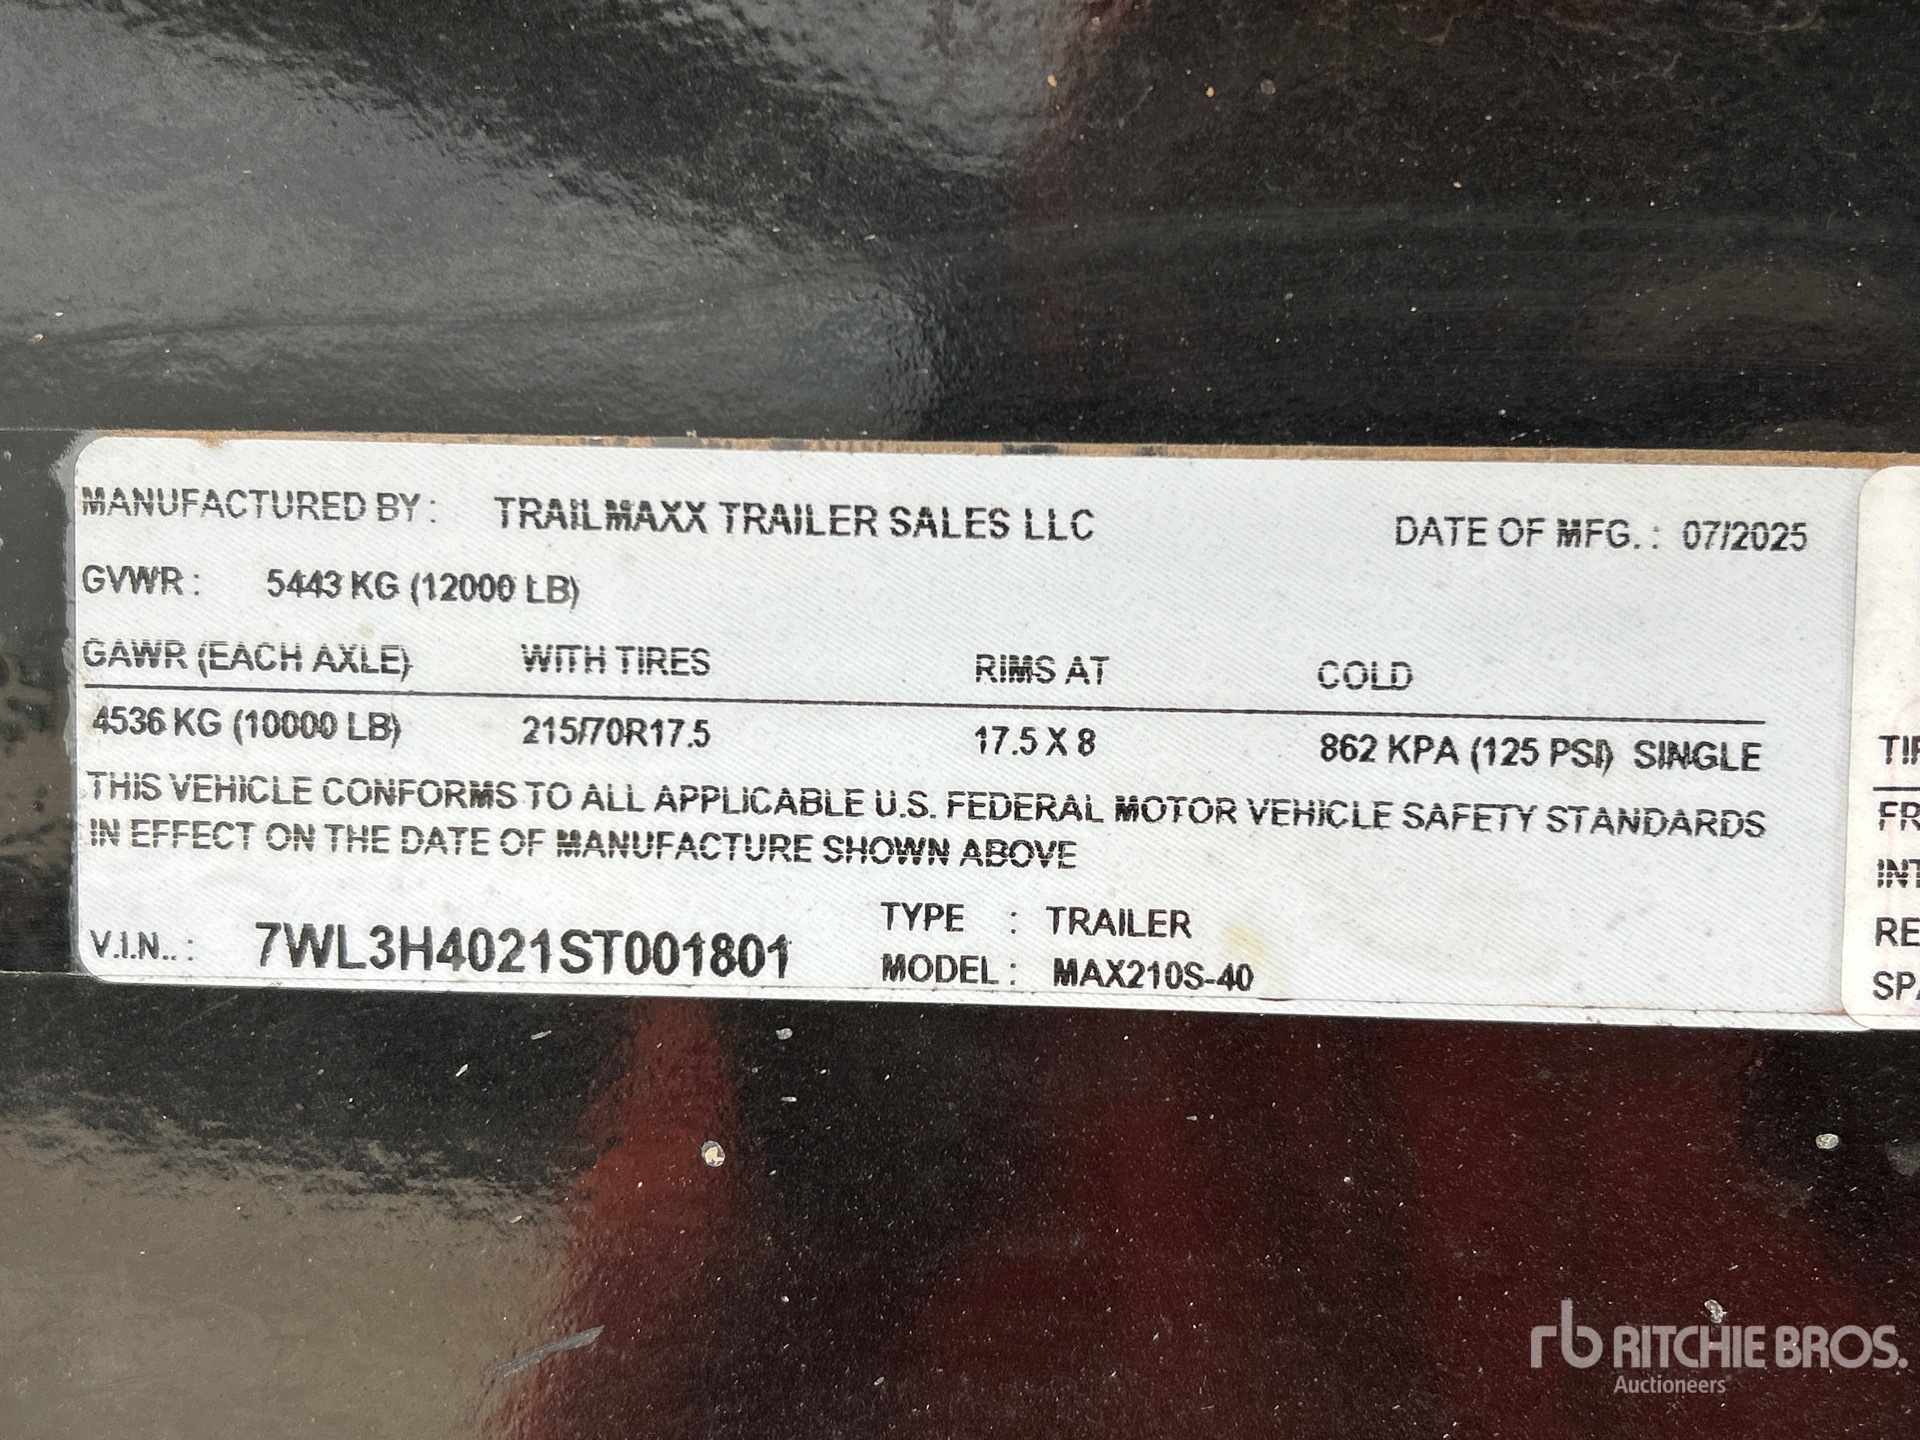 MANUFACTURED BY : TRAILMAXX TRAILER SALES LLC DATE OF MFG. : 07/2025
GVWR : 5443 KG (12000 LB)
GAWR (EACH AXLE) WITH TIRES RIMS AT COLD
4536 KG (10000 LB) 215/70R17.5 17.5 X 8 862 KPA (125 PSI) SINGLE
THIS VEHICLE CONFORMS TO ALL APPLICABLE U.S. FEDERAL MOTOR VEHICLE SAFETY STANDARDS
IN EFFECT ON THE DATE OF MANUFACTURE SHOWN ABOVE
V.I.N.. : 7WL3H4021ST001801
TYPE : TRAILER
MODEL : MAX210S-40
rb RITCHIE BROS.
Auctioneers